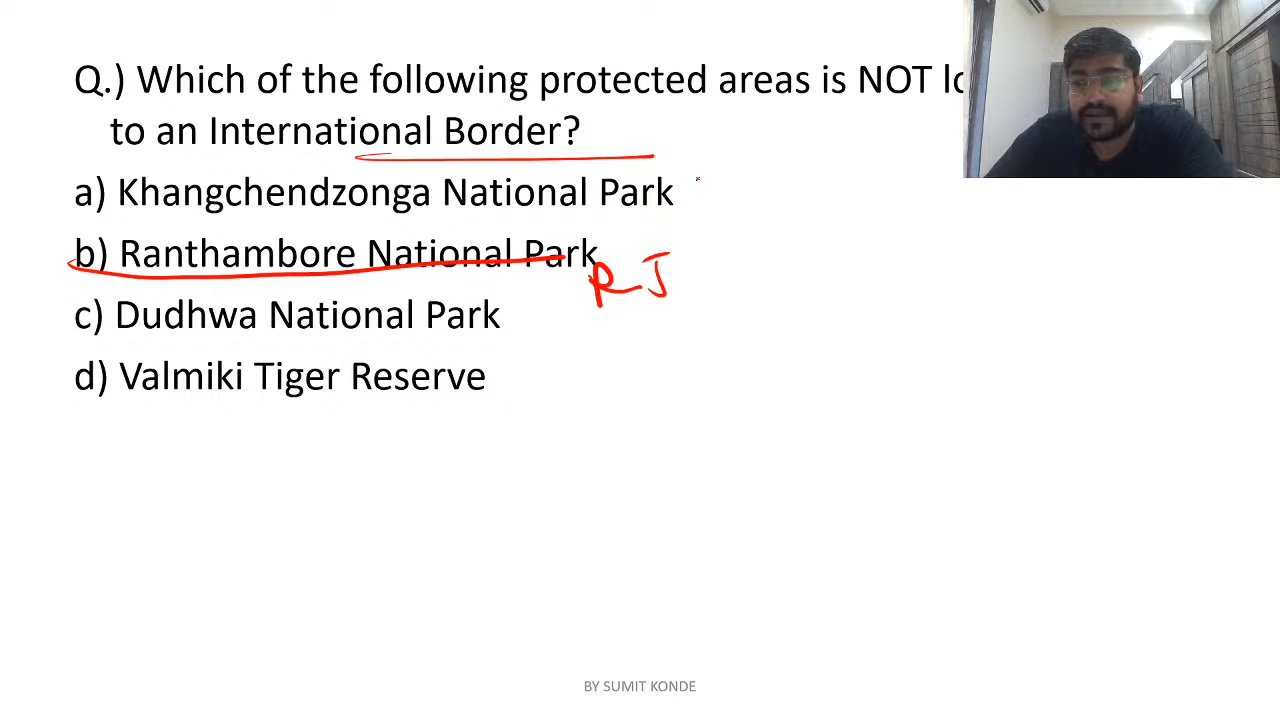 Q.) Which of the following protected areas is NOT
to an International Border?
a) Khangchendzonga National Park
b) Ranthambore National Park
RJ
c) Dudhwa National Park
d) Valmiki Tiger Reserve
BY SUMIT KONDE